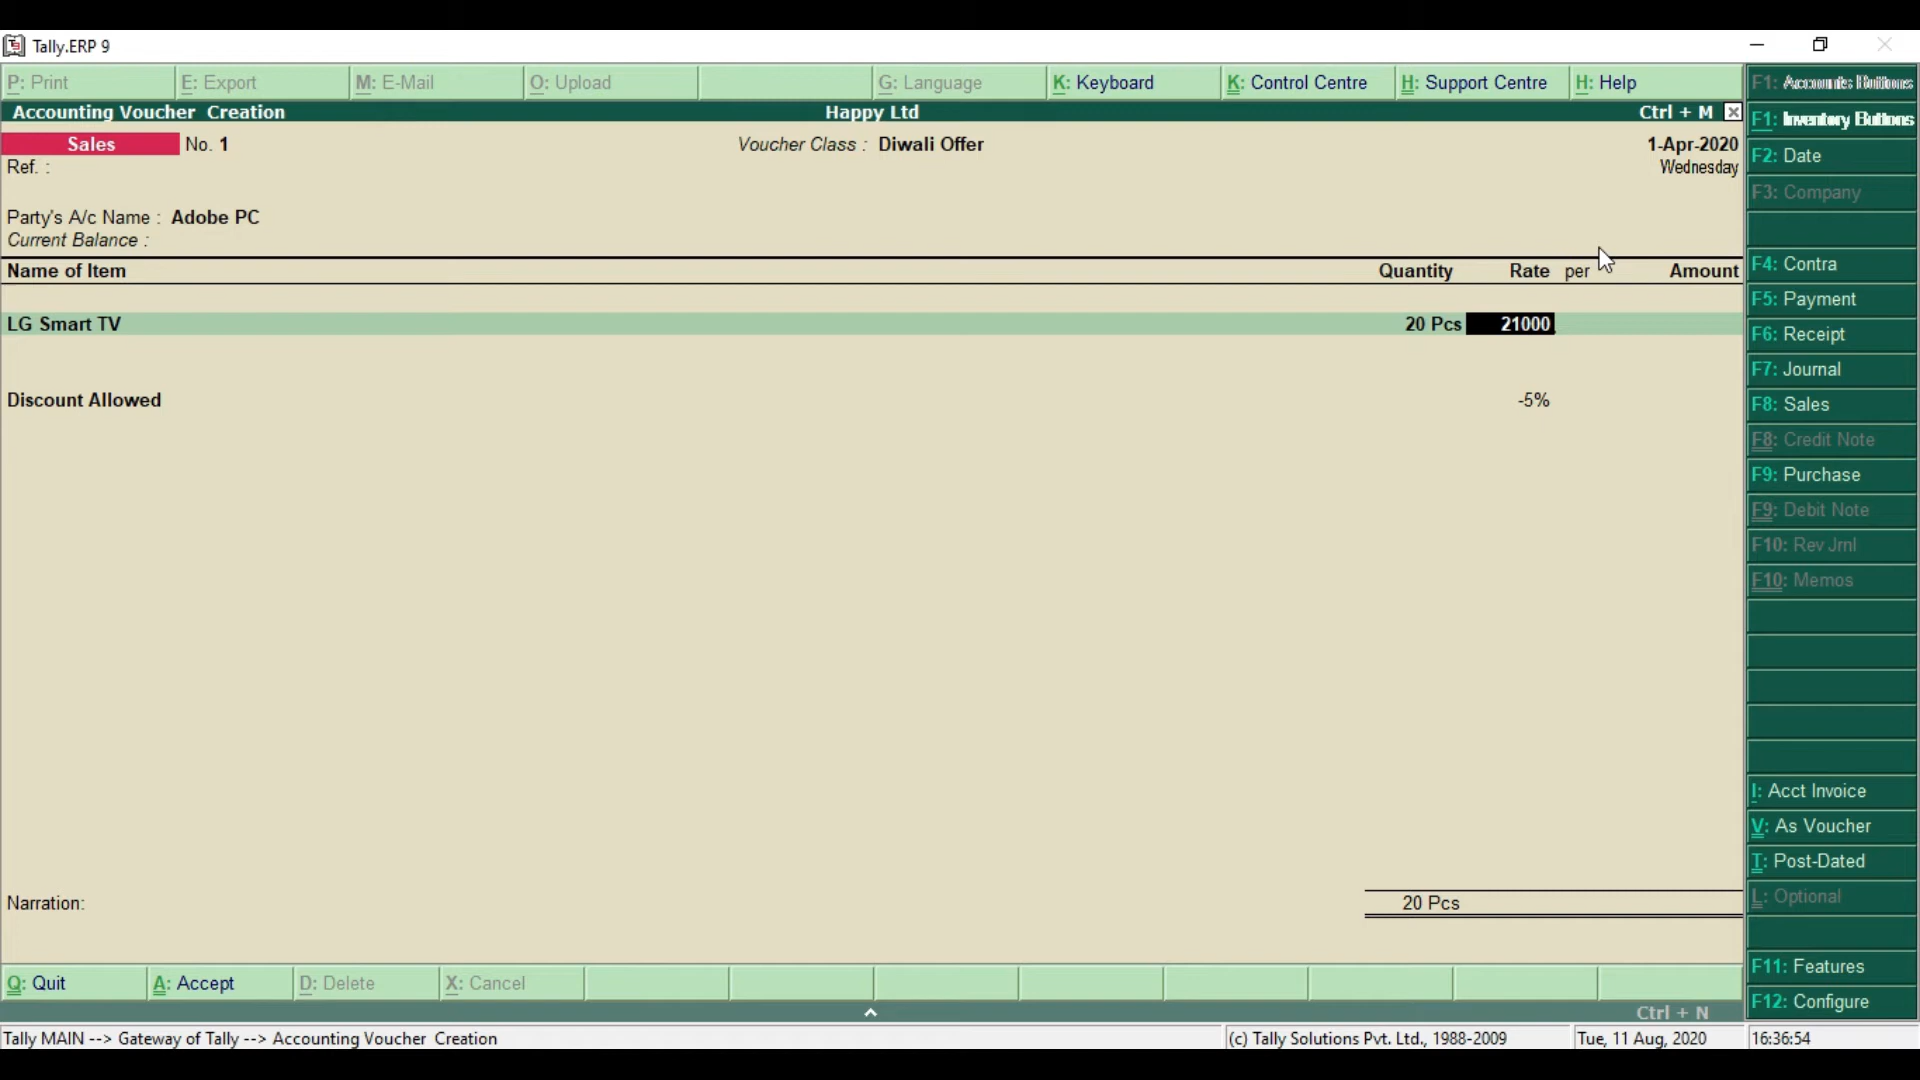 Tally.ERP 9
P: Print E: Export M: E-Mail O: Upload G: Language K: Keyboard K: Control Centre H: Support Centre H: Help
Accounting Voucher Creation Happy Ltd Ctrl + M
Sales No. 1 Voucher Class : Diwali Offer 1-Apr-2020
Ref. : Wednesday
Party's A/c Name : Adobe PC
Current Balance :
Name of Item Quantity Rate per Amount
LG Smart TV 20 Pcs 21000
Discount Allowed -5%
Narration: 20 Pcs
Q: Quit A: Accept D: Delete X: Cancel
Ctrl + N
F1: Accounts Buttons
F1: Inventory Buttons
F2: Date
F3: Company
F4: Contra
F5: Payment
F6: Receipt
F7: Journal
F8: Sales
F8: Credit Note
F9: Purchase
F9: Debit Note
F10: Rev Jrnl
F10: Memos
I: Acct Invoice
V: As Voucher
T: Post-Dated
L: Optional
F11: Features
F12: Configure
Tally MAIN --> Gateway of Tally --> Accounting Voucher Creation (c) Tally Solutions Pvt. Ltd., 1988-2009 Tue, 11 Aug, 2020 16:36:54